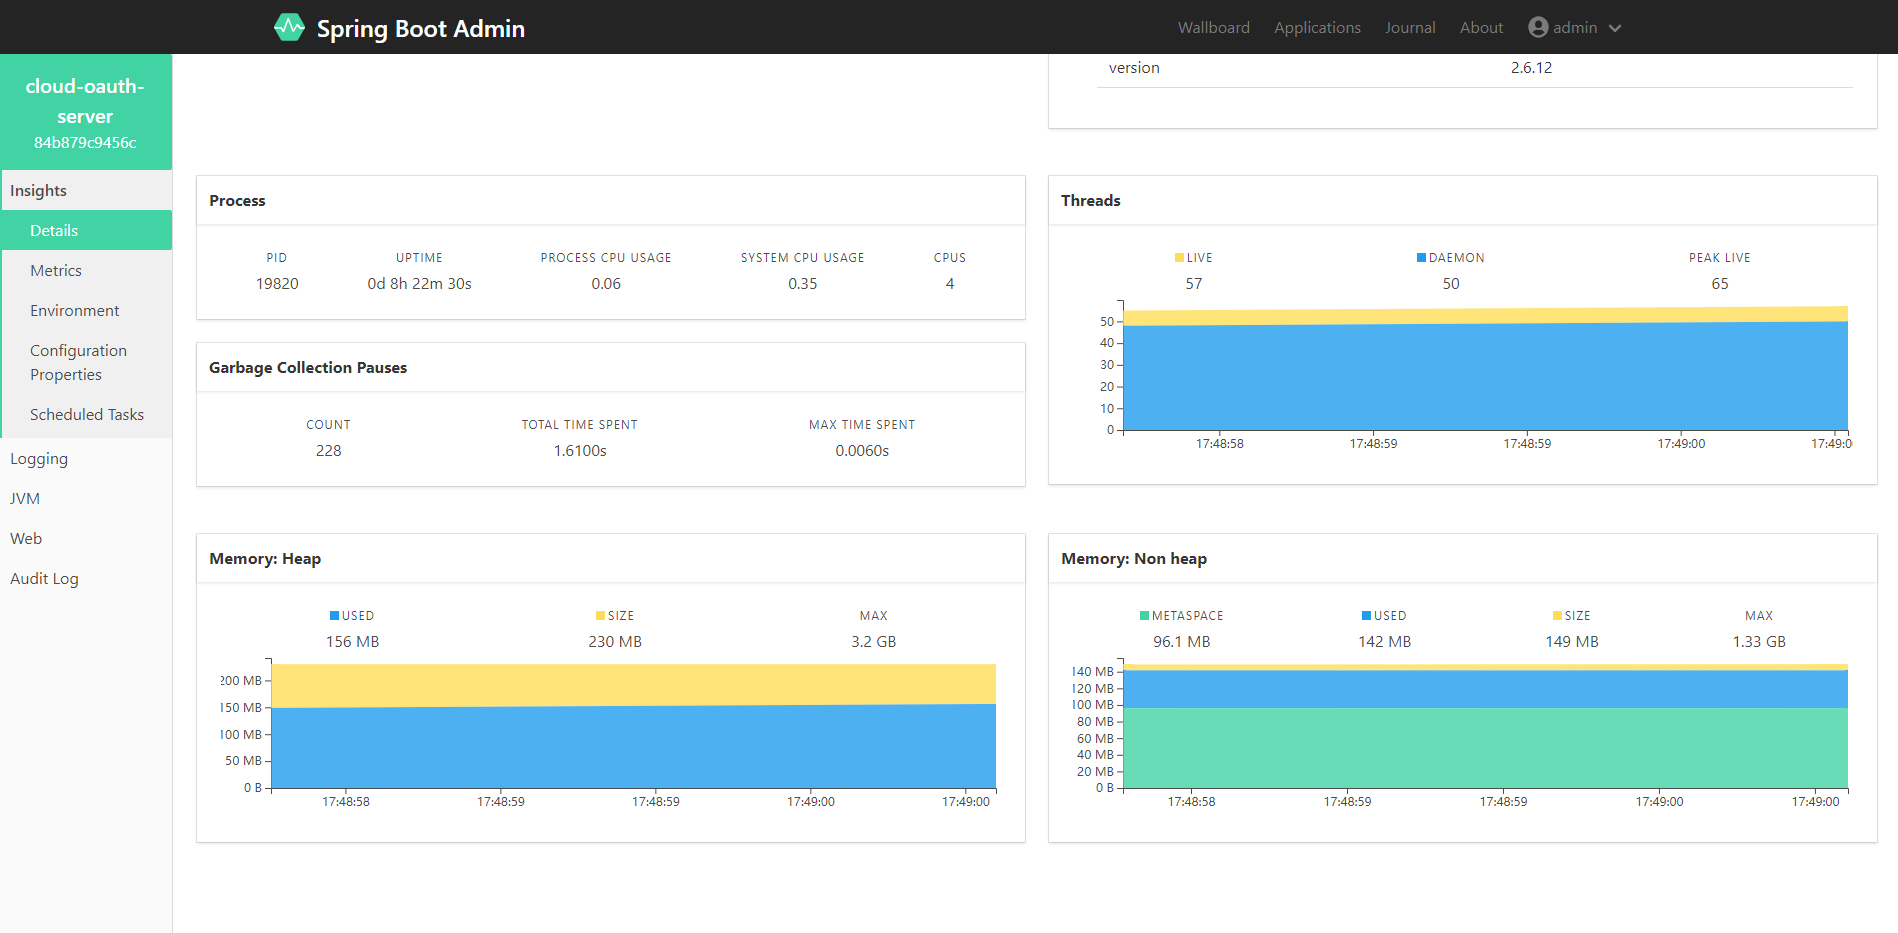 Spring Boot Admin
Wallboard Applications Journal About admin
cloud-oauth-
server
84b879c9456c
Insights
Details
Metrics
Environment
Configuration
Properties
Scheduled Tasks
Logging
JVM
Web
Audit Log
version 2.6.12
Process
PID UPTIME PROCESS CPU USAGE SYSTEM CPU USAGE CPUS
19820 0d 8h 22m 30s 0.06 0.35 4
Threads
LIVE DAEMON PEAK LIVE
57 50 65
50
40
30
20
10
0
17:48:58 17:48:59 17:48:59 17:49:00 17:49:0
Garbage Collection Pauses
COUNT TOTAL TIME SPENT MAX TIME SPENT
228 1.6100s 0.0060s
Memory: Heap
USED SIZE MAX
156 MB 230 MB 3.2 GB
200 MB
150 MB
100 MB
50 MB
0 B
17:48:58 17:48:59 17:48:59 17:49:00 17:49:00
Memory: Non heap
METASPACE USED SIZE MAX
96.1 MB 142 MB 149 MB 1.33 GB
140 MB
120 MB
100 MB
80 MB
60 MB
40 MB
20 MB
0 B
17:48:58 17:48:59 17:48:59 17:49:00 17:49:00